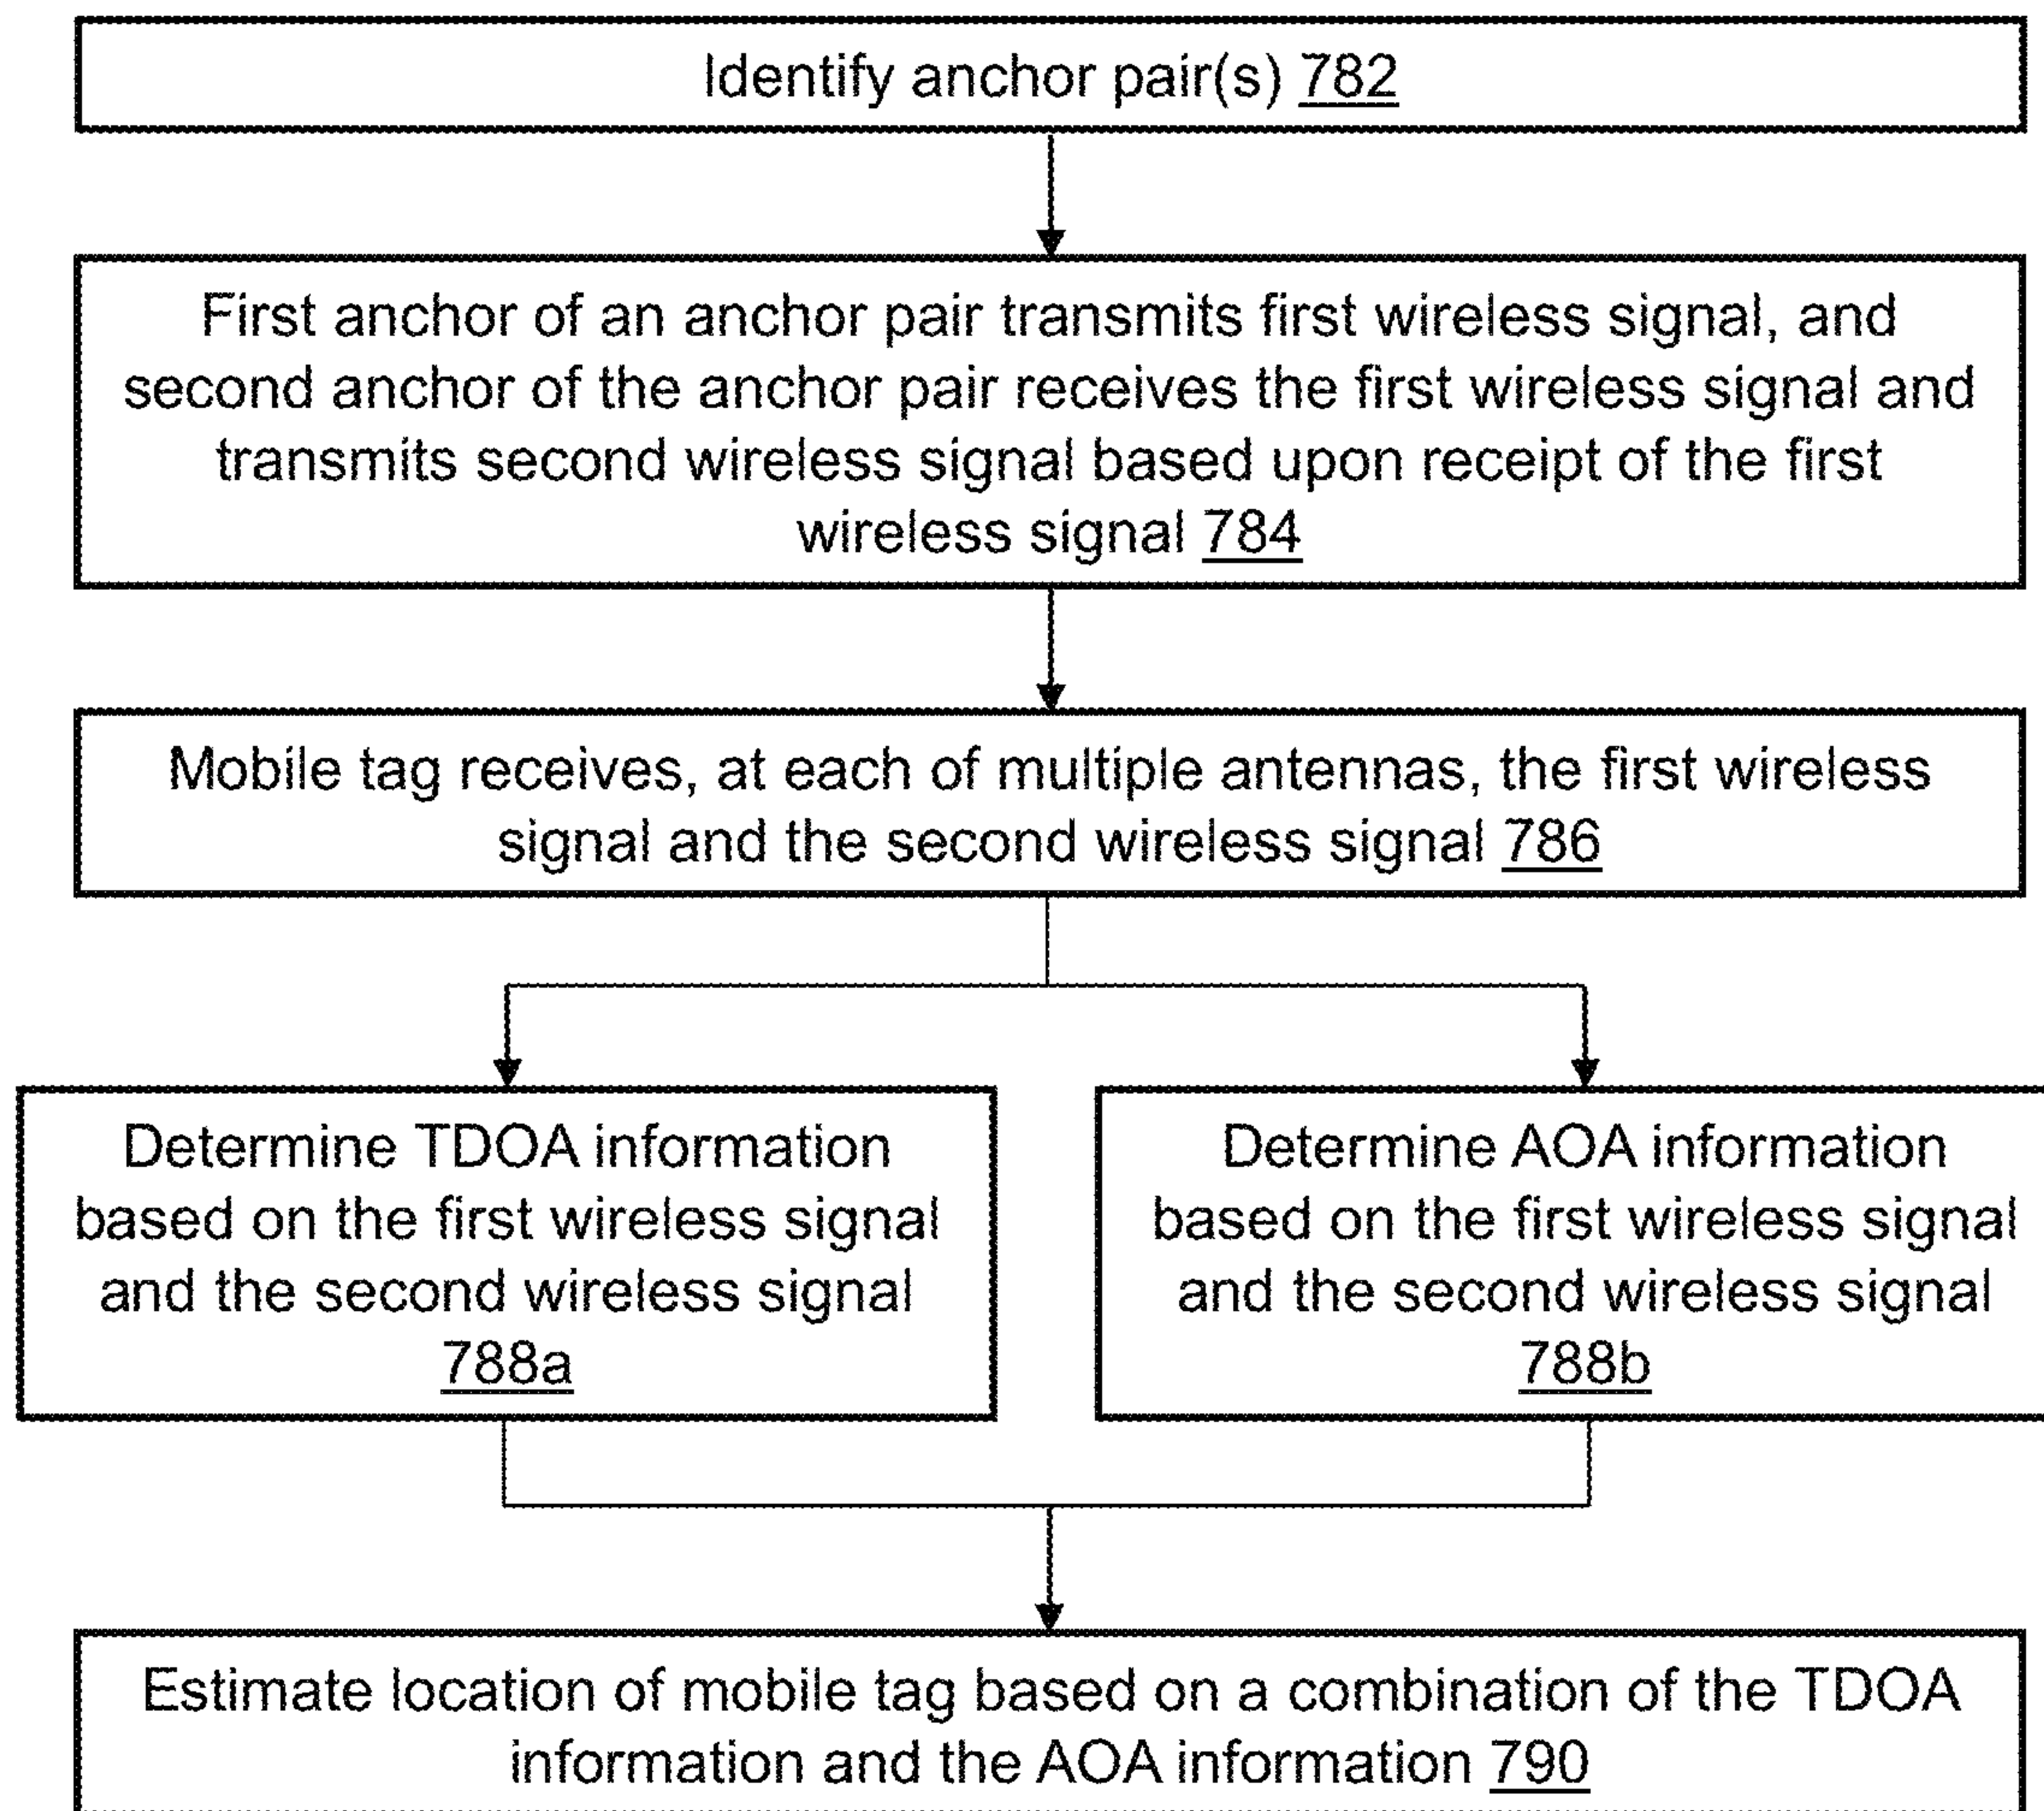 Identify anchor pair(s) 782
First anchor of an anchor pair transmits first wireless signal, and
second anchor of the anchor pair receives the first wireless signal and
transmits second wireless signal based upon receipt of the first
wireless signal 784
Mobile tag receives, at each of multiple antennas, the first wireless
signal and the second wireless signal 786
Determine TDOA information
based on the first wireless signal
and the second wireless signal
788a
Determine AOA information
based on the first wireless signal
and the second wireless signal
788b
Estimate location of mobile tag based on a combination of the TDOA
information and the AOA information 790